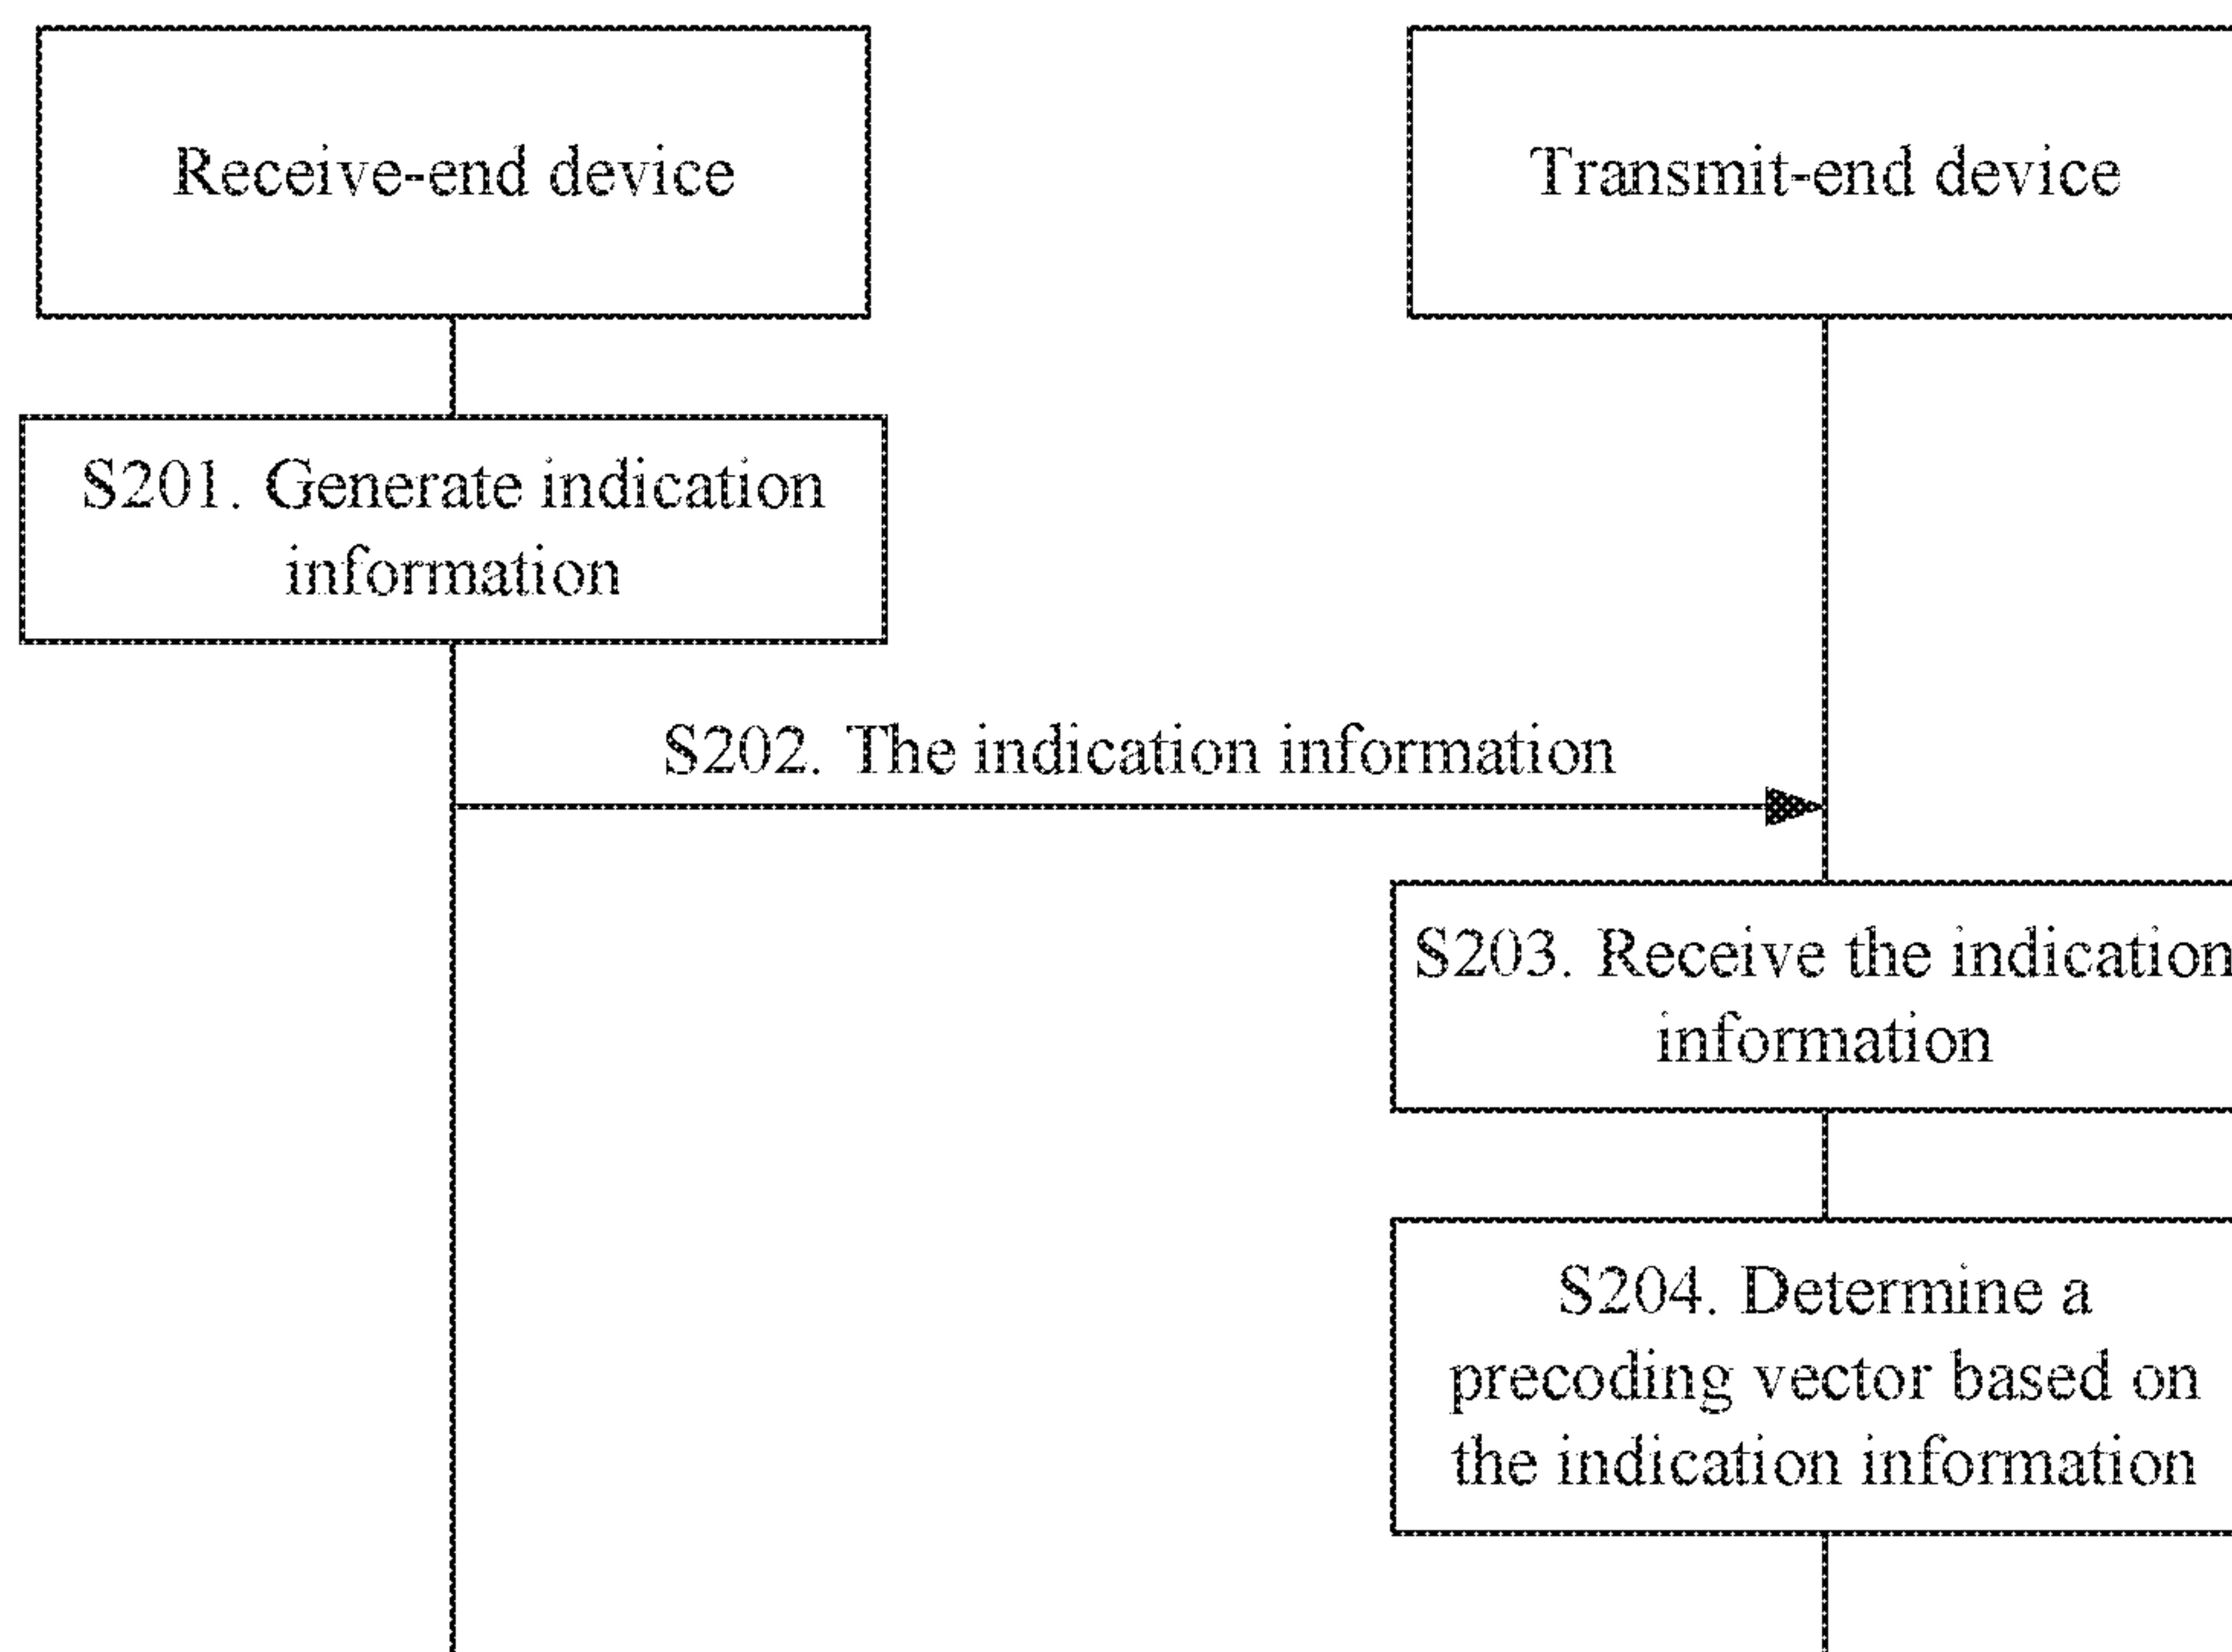 Receive-end device
Transmit-end device
S201. Generate indication
information
S202. The indication information
S203. Receive the indication
information
S204. Determine a
precoding vector based on
the indication information